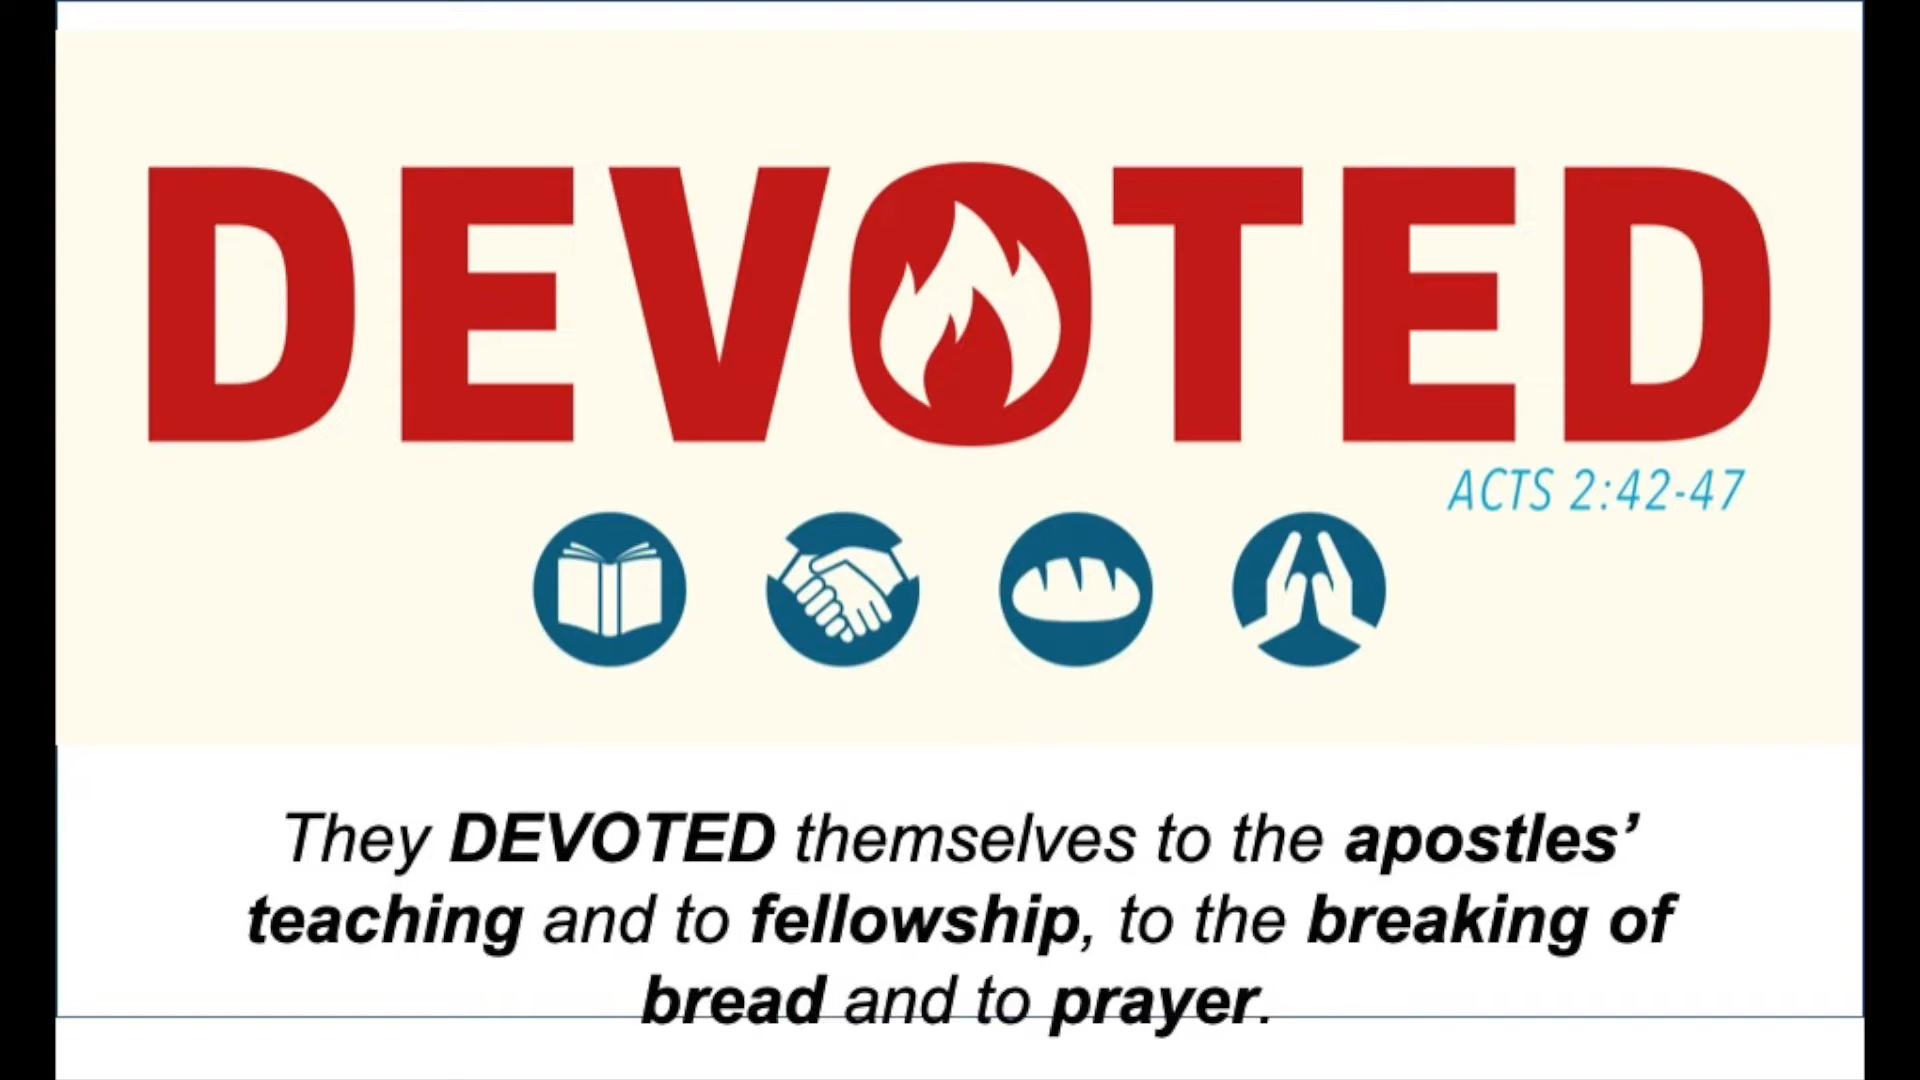 DEVOTED
ACTS 2:42-47
They DEVOTED themselves to the apostles’
teaching and to fellowship, to the breaking of
bread and to prayer.